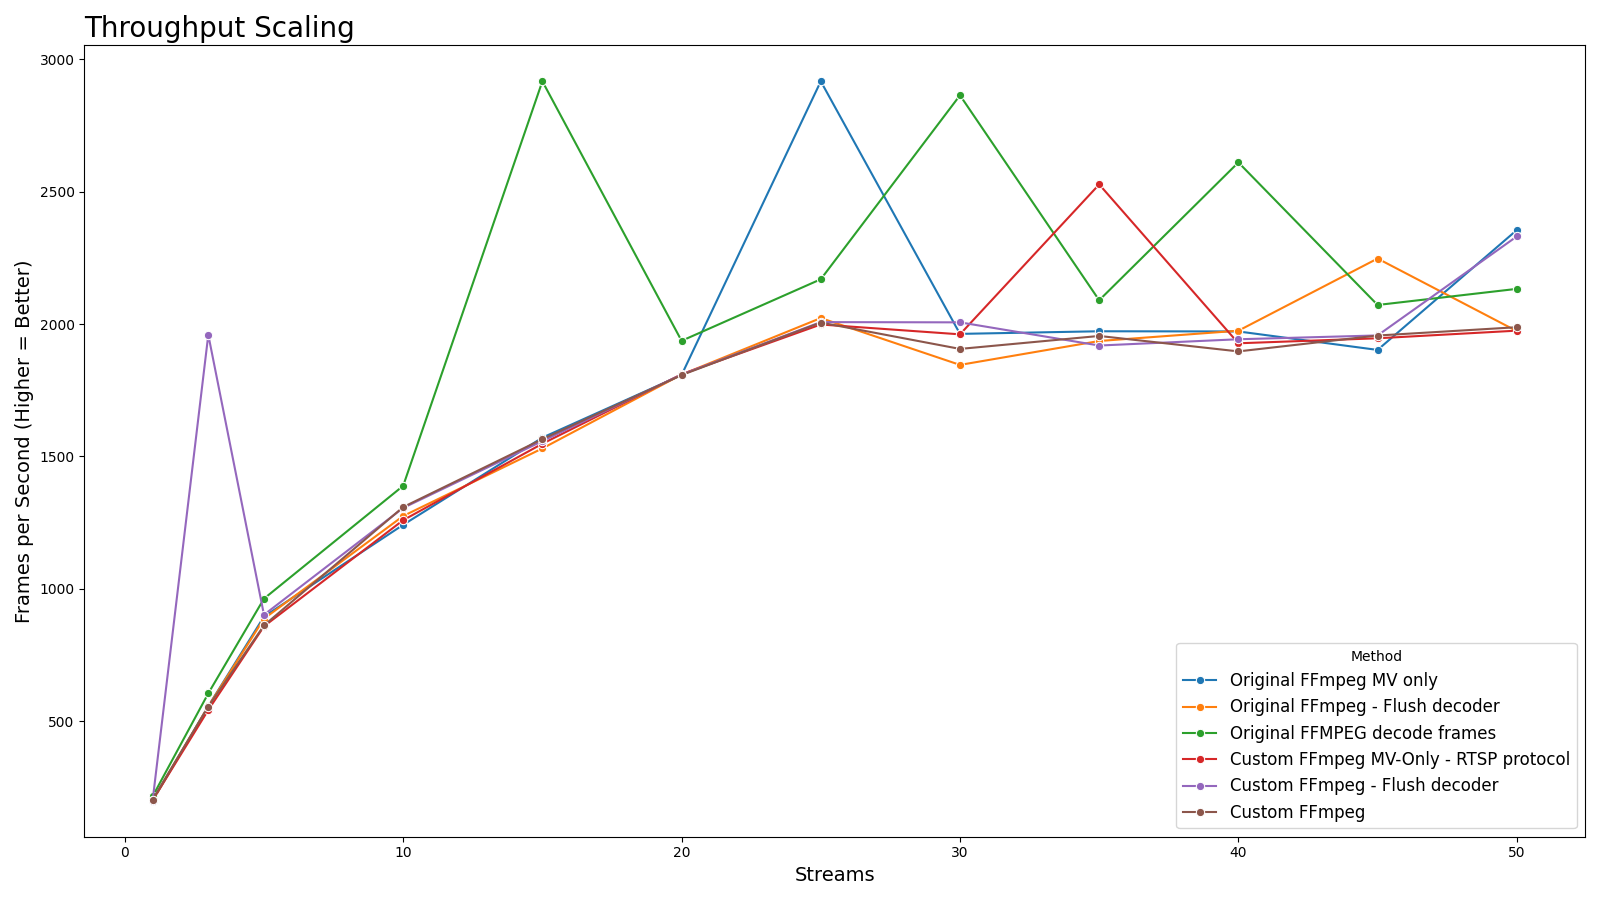 Throughput Scaling
Frames per Second (Higher = Better)
3000
2500
2000
1500
1000
500
0
10
20
30
40
50
Streams
Method
Original FFmpeg MV only
Original FFmpeg - Flush decoder
Original FFMPEG decode frames
Custom FFmpeg MV-Only - RTSP protocol
Custom FFmpeg - Flush decoder
Custom FFmpeg